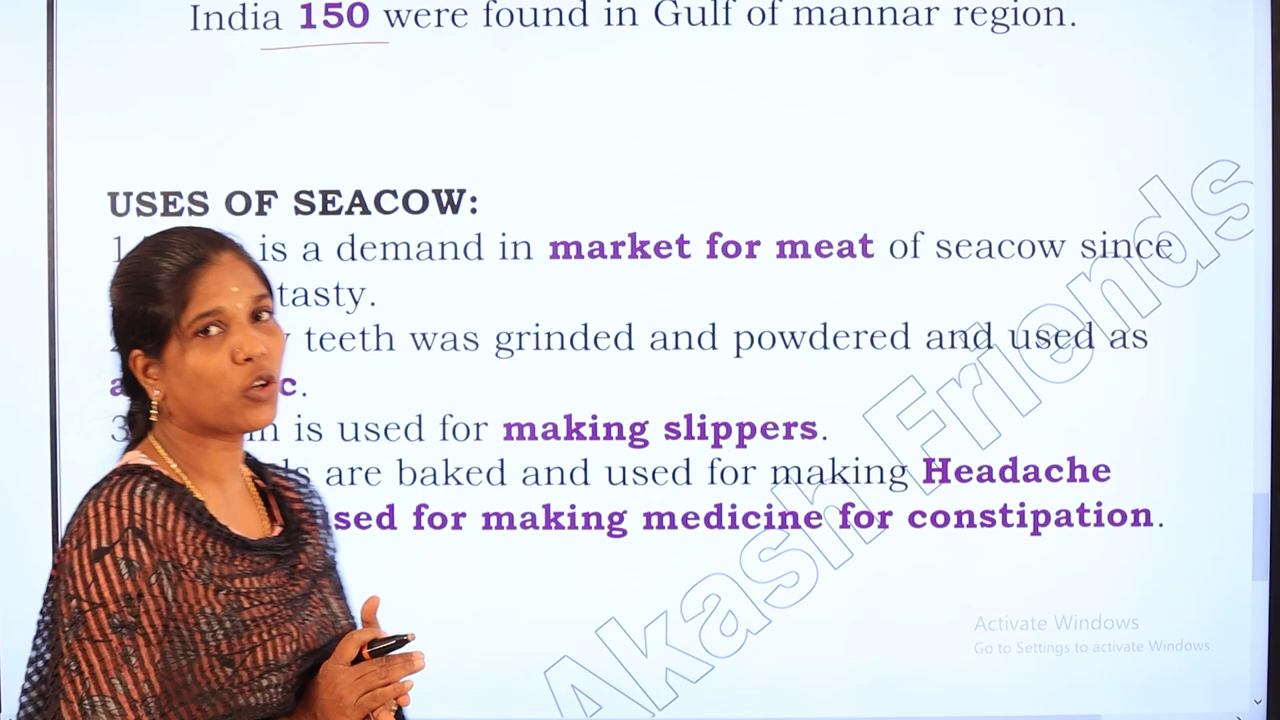 India 150 were found in Gulf of mannar region.
USES OF SEACOW:
is a demand in market for meat of seacow since
tasty.
teeth was grinded and powdered and used as
3 is used for making slippers.
are baked and used for making Headache
for making medicine for constipation.
Akash Friends
Activate Windows
Go to Settings to activate Windows.